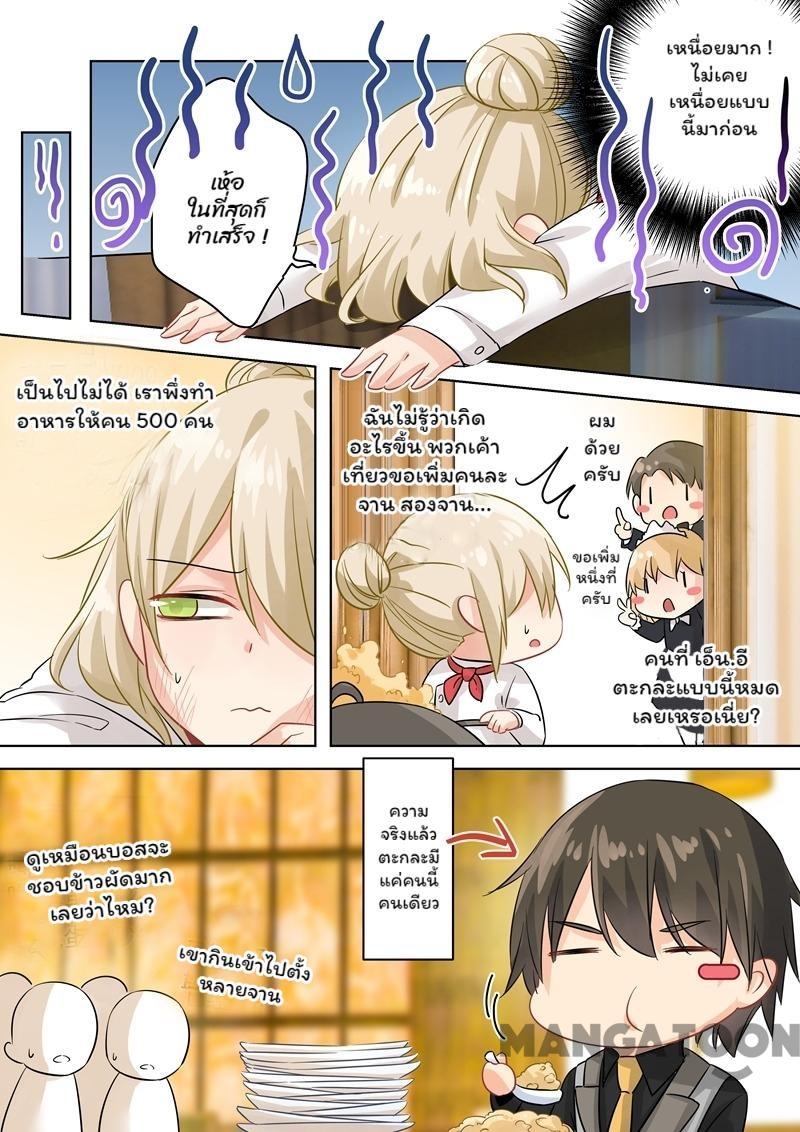 เหนื่อยมาก !
ไม่เคย
เหนื่อยแบบ
นี้มาก่อน
เห้อ
ในที่สุดก็
ทำเสร็จ !
เป็นไปไม่ได้ เราพึ่งทำ
อาหารให้คน 500 คน
ฉันไม่รู้ว่าเกิด
อะไรขึ้น พวกเค้า
เที่ยวขอเพิ่มคนละ
จาน สองจาน...
ผม
ด้วย
ครับ
ขอเพิ่ม
หนึ่งที่
ครับ
คนที่ เอ็น.อี
ตะกละแบบนี้หมด
เลยเหรอเนี่ย?
ความ
จริงแล้ว
ตะกละมี
แค่คนนี้
คนเดียว
ดูเหมือนบอสจะ
ชอบข้าวผัดมาก
เลยว่าไหม?
เขากินเข้าไปตั้ง
หลายจาน
MANGATOON